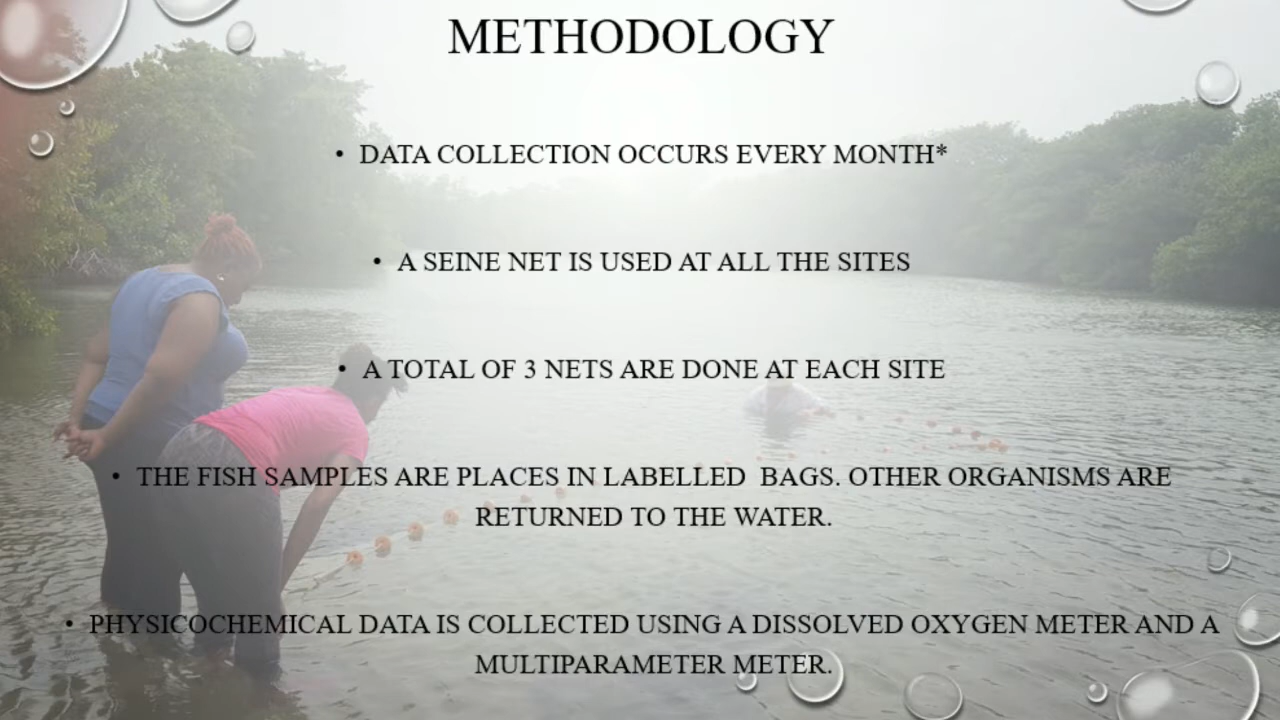 METHODOLOGY
• DATA COLLECTION OCCURS EVERY MONTH*
• A SEINE NET IS USED AT ALL THE SITES
• A TOTAL OF 3 NETS ARE DONE AT EACH SITE
• THE FISH SAMPLES ARE PLACES IN LABELLED  BAGS. OTHER ORGANISMS ARE
RETURNED TO THE WATER.
• PHYSICOCHEMICAL DATA IS COLLECTED USING A DISSOLVED OXYGEN METER AND A
MULTIPARAMETER METER.